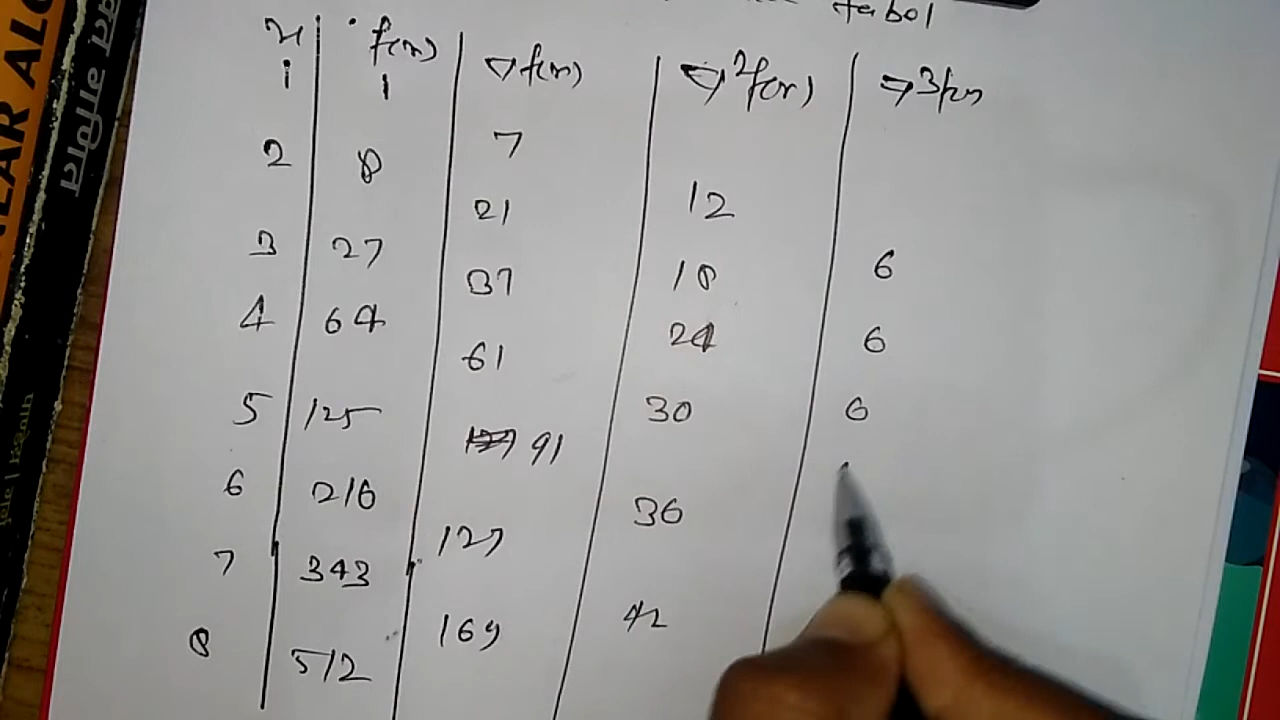 tabol
x f(x) ▽f(x) ▽²f(x) ▽³f(x)
1 1
7
2 8
21 12
3 27 6
37 18
4 64 6
61 24
5 125 6
91 30
6 216
127 36
7 343
169 42
8 512